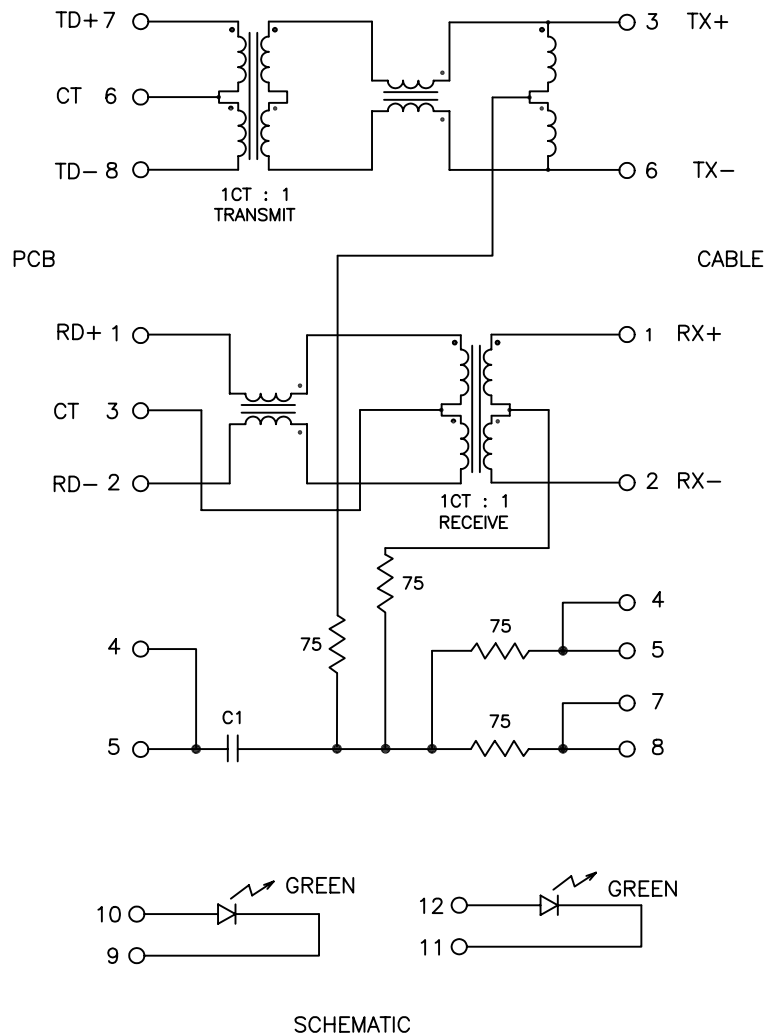 TD+ 7 3 TX+
CT 6
TD- 8 6 TX-
1CT : 1
TRANSMIT
PCB CABLE
RD+ 1 1 RX+
CT 3
RD- 2 2 RX-
1CT : 1
RECEIVE
75
4
75 75
4 5
7
C1 75
5 8
GREEN GREEN
10 12
9 11
SCHEMATIC